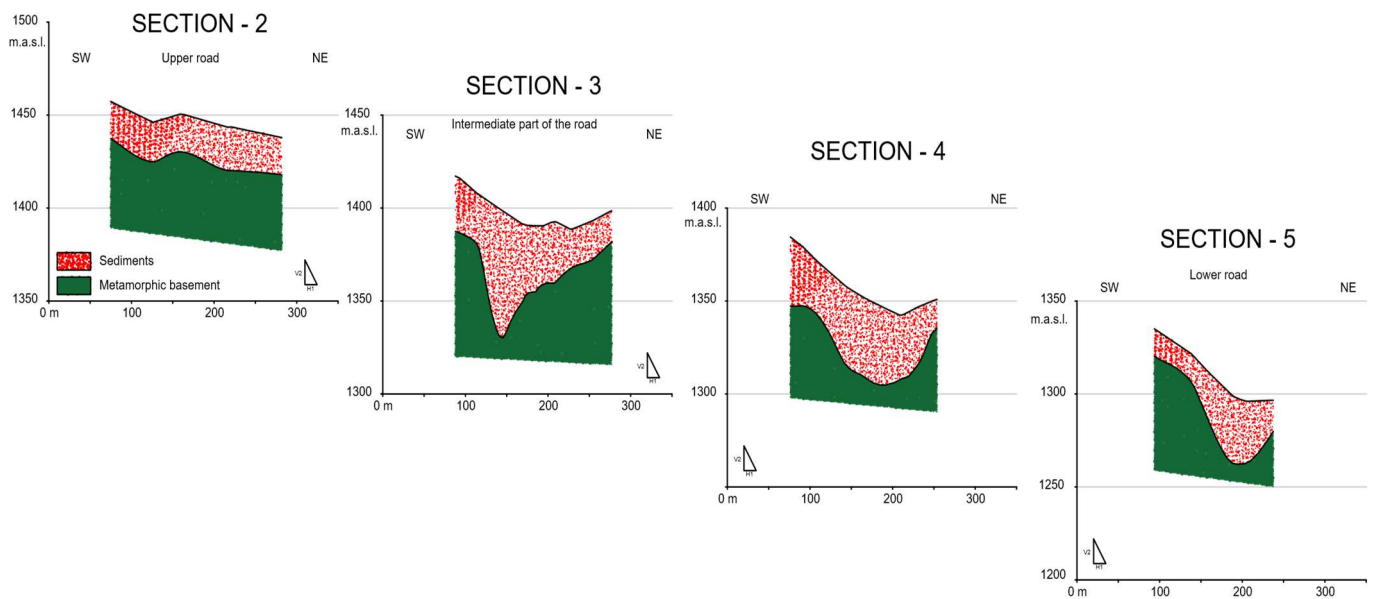 SECTION - 2
1500
m.a.s.l.
SW
Upper road
NE
1450
1400
Sediments
Metamorphic basement
V2
H1
1350
0 m
100
200
300
SECTION - 3
1450
m.a.s.l.
SW
Intermediate part of the road
NE
1400
1350
V2
H1
1300
0 m
100
200
300
SECTION - 4
SW
NE
1400
m.a.s.l.
1350
1300
V2
H1
0 m
100
200
300
SECTION - 5
Lower road
SW
NE
1350
m.a.s.l.
1300
1250
V2
H1
1200
0 m
100
200
300